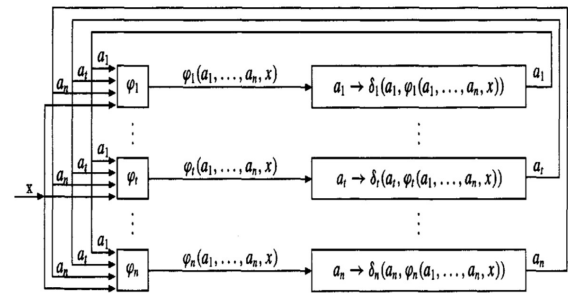 a₁
aₜ
aₙ
φ₁
φ₁(a₁,...,aₙ,x)
a₁ → δ₁(a₁, φ₁(a₁,...,aₙ,x))
a₁
⋮ ⋮
a₁
aₜ
aₙ
x
φₜ
φₜ(a₁,...,aₙ,x)
aₜ → δₜ(aₜ, φₜ(a₁,...,aₙ,x))
aₜ
⋮ ⋮
a₁
aₜ
aₙ
φₙ
φₙ(a₁,...,aₙ,x)
aₙ → δₙ(aₙ, φₙ(a₁,...,aₙ,x))
aₙ